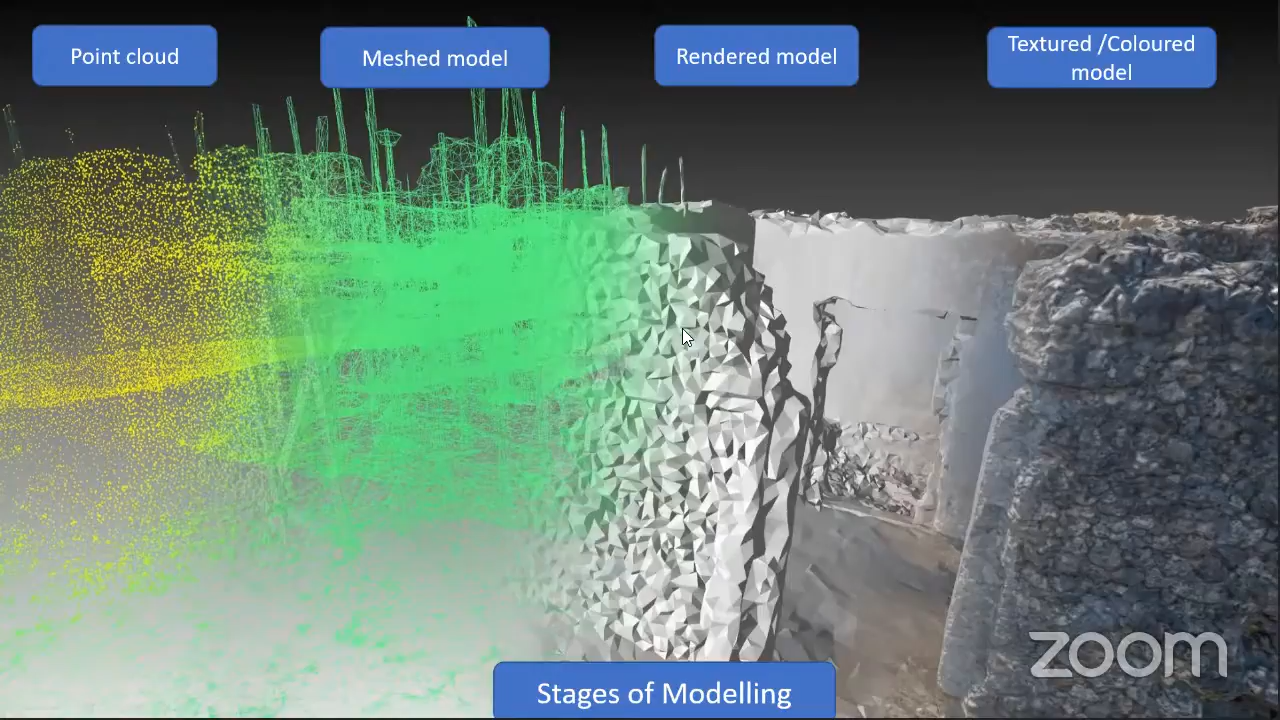 Point cloud
Meshed model
Rendered model
Textured /Coloured
model
zoom
Stages of Modelling